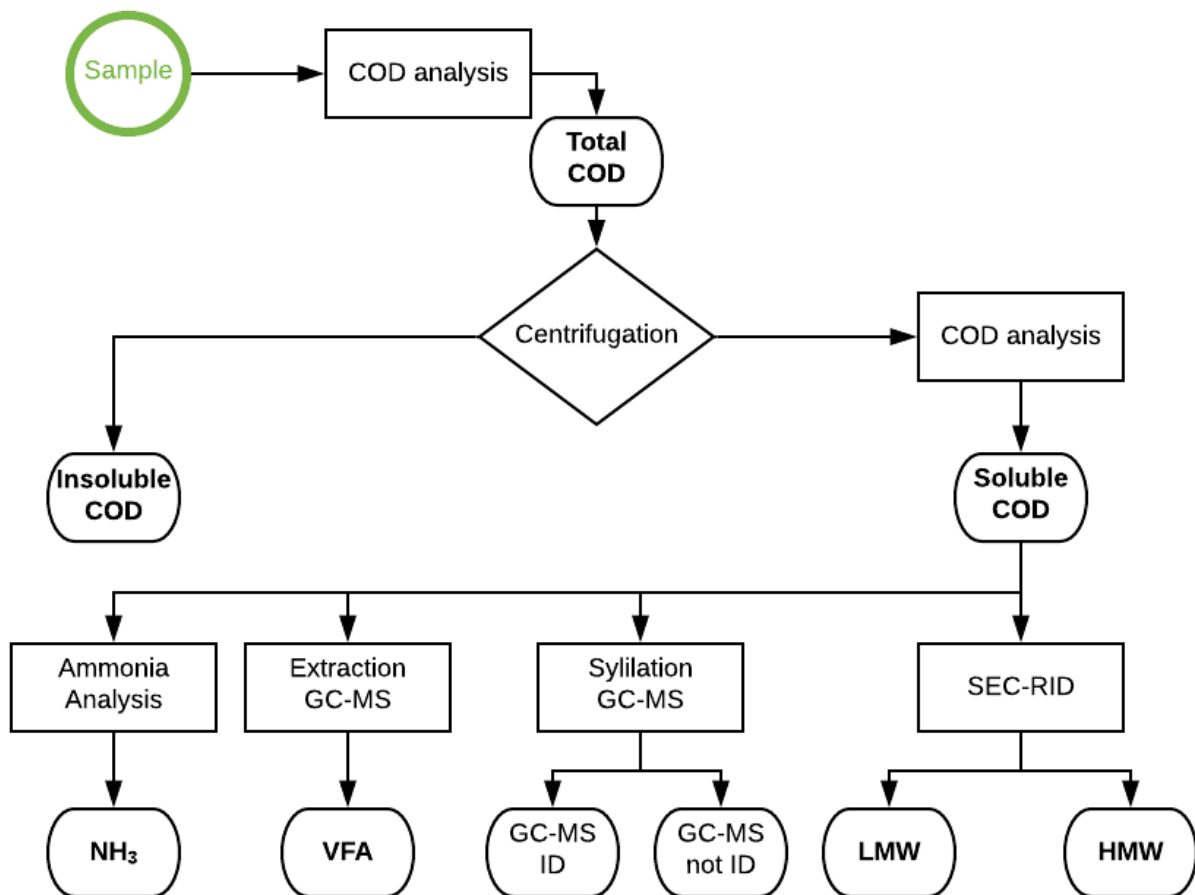 Sample
COD analysis
Total
COD
Centrifugation
COD analysis
Insoluble
COD
Soluble
COD
Ammonia
Analysis
Extraction
GC-MS
Sylilation
GC-MS
SEC-RID
NH₃
VFA
GC-MS
ID
GC-MS
not ID
LMW
HMW